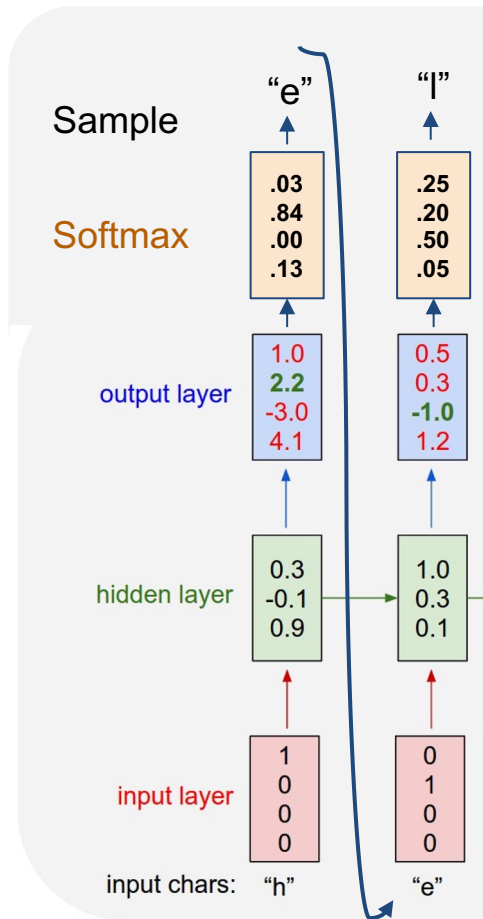 Sample “e” “l”
Softmax
.03 .25
.84 .20
.00 .50
.13 .05
output layer
1.0 0.5
2.2 0.3
-3.0 -1.0
4.1 1.2
hidden layer
0.3 1.0
-0.1 0.3
0.9 0.1
input layer
1 0
0 1
0 0
0 0
input chars: “h” “e”